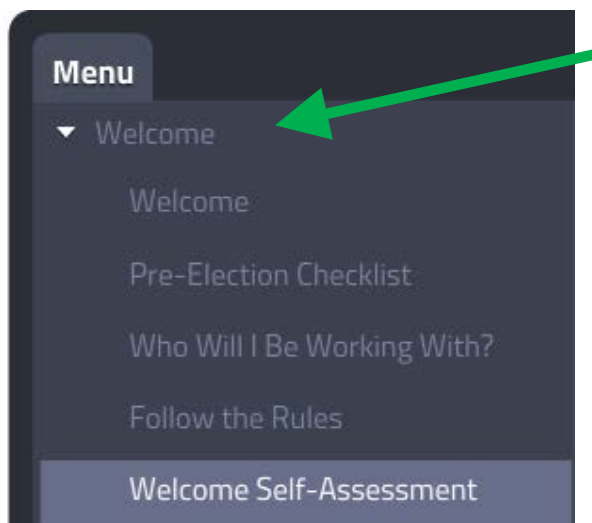 Menu
Welcome
Welcome
Pre-Election Checklist
Who Will I Be Working With?
Follow the Rules
Welcome Self-Assessment